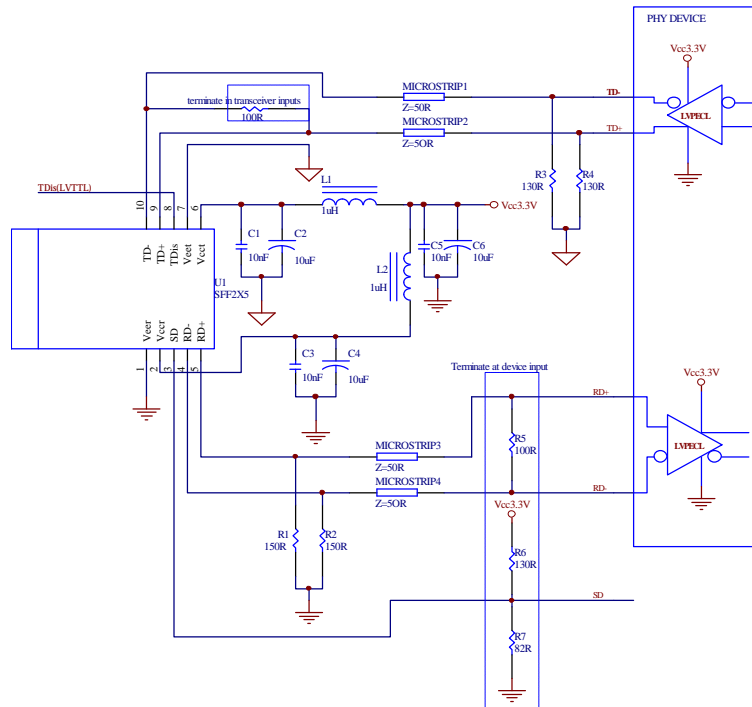 PHY DEVICE
Vcc3.3V
MICROSTRIP1
TD-
terminate in transceiver inputs
Z=50R
LVPECL
100R
MICROSTRIP2
TD+
Z=5OR
R3
130R
R4
130R
L1
TDis(LVTTL)
10
9
8
7
6
1uH
Vcc3.3V
C1
10nF
C2
10uF
C5
10nF
C6
10uF
TD-
TD+
TDis
Veet
Vcct
L2
1uH
U1
SFF2X5
Veer
Vccr
SD
RD-
RD+
C3
10nF
C4
10uF
1
2
3
4
5
Terminate at device input
Vcc3.3V
RD+
R5
100R
LVPECL
MICROSTRIP3
Z=50R
MICROSTRIP4
Z=5OR
RD-
Vcc3.3V
R1
150R
R2
150R
R6
130R
SD
R7
82R